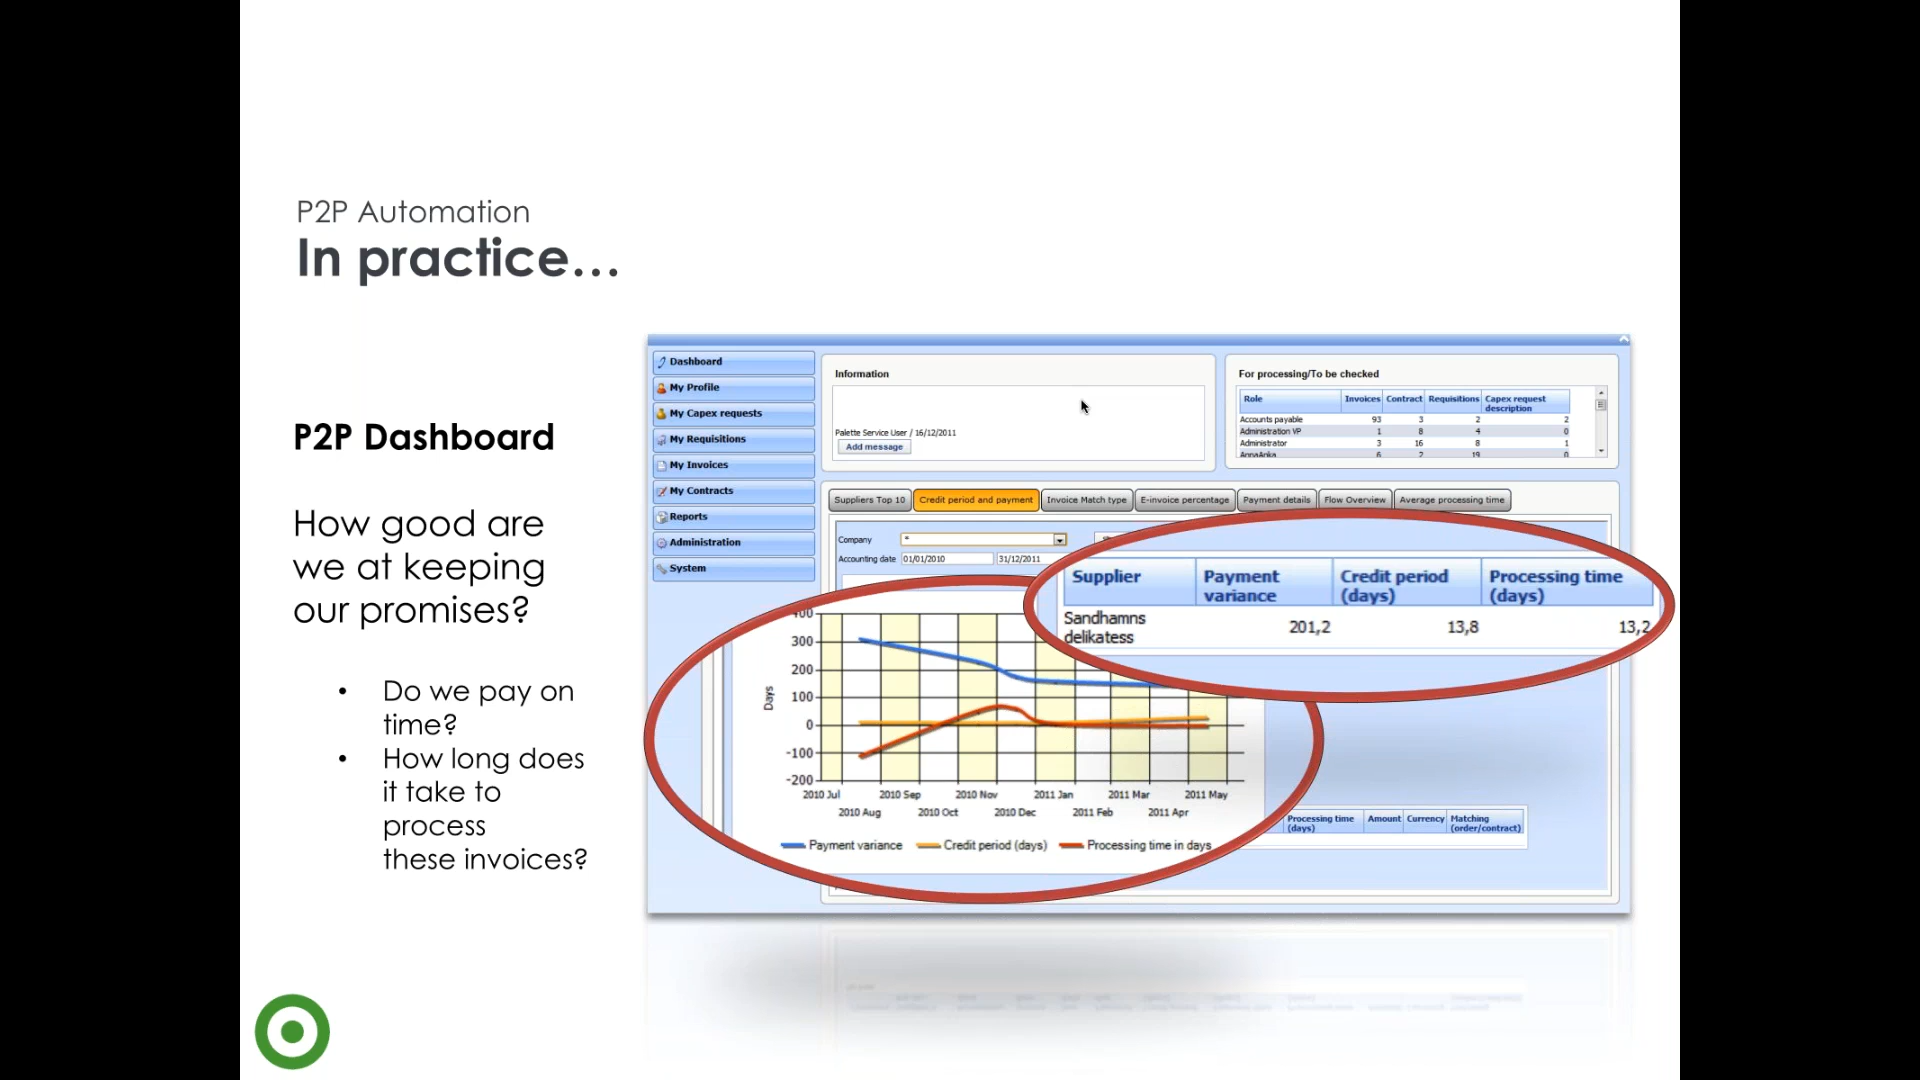 P2P Automation
In practice...
P2P Dashboard
How good are
we at keeping
our promises?
• Do we pay on
time?
• How long does
it take to
process
these invoices?
Dashboard
My Profile
My Capex requests
My Requisitions
My Invoices
My Contracts
Reports
Administration
System
Information
Palette Service User / 16/12/2011
Add message
For processing/To be checked
Role Invoices Contract Requisitions Capex request
description
Accounts payable 93 3 2 2
Administration VP 1 8 4 0
Administrator 3 16 8 1
AnnaAnka 6 2 19 0
Suppliers Top 10 Credit period and payment Invoice Match type E-invoice percentage Payment details Flow Overview Average processing time
Company *
Accounting date 01/01/2010 31/12/2011
Supplier Payment Credit period Processing time
variance (days) (days)
Sandhamns
delikatess 201,2 13,8 13,2
400
300
200
100
0
-100
-200
Days
2010 Jul 2010 Sep 2010 Nov 2011 Jan 2011 Mar 2011 May
2010 Aug 2010 Oct 2010 Dec 2011 Feb 2011 Apr
Payment variance Credit period (days) Processing time in days
Processing time Amount Currency Matching
(days) (order/contract)